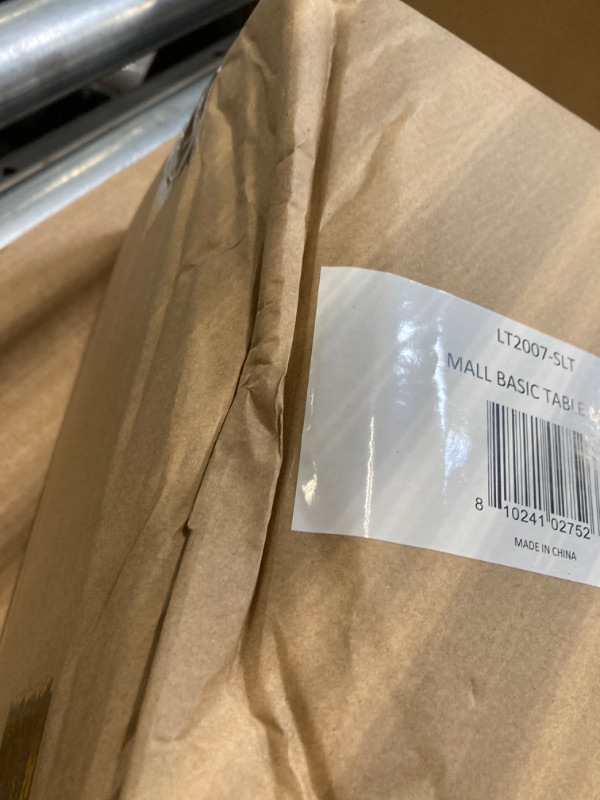 LT2007-SLT
MALL BASIC TABLE
8 10241 02752
MADE IN CHINA